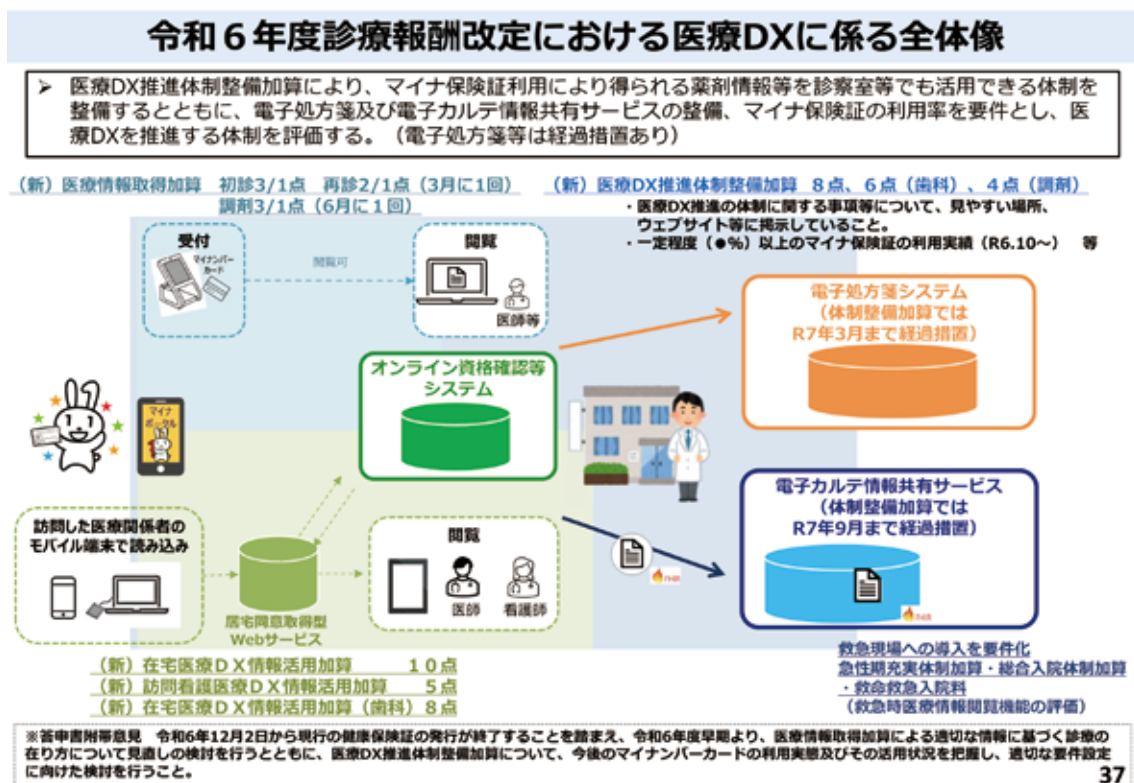 令和６年度診療報酬改定における医療DXに係る全体像
➢ 医療DX推進体制整備加算により、マイナ保険証利用により得られる薬剤情報等を診察室等でも活用できる体制を
整備するとともに、電子処方箋及び電子カルテ情報共有サービスの整備、マイナ保険証の利用率を要件とし、医
療DXを推進する体制を評価する。（電子処方箋等は経過措置あり）
（新）医療情報取得加算　初診3/1点　再診2/1点（3月に1回）
調剤3/1点（6月に１回）
（新）医療DX推進体制整備加算　８点、６点（歯科）、４点（調剤）
・医療DX推進の体制に関する事項等について、見やすい場所、
ウェブサイト等に掲示していること。
・一定程度（●%）以上のマイナ保険証の利用実績（R6.10～）　等
受付
マイナンバー
カード
閲覧可
閲覧
医師等
電子処方箋システム
（体制整備加算では
R7年3月まで経過措置）
オンライン資格確認等
システム
マイナ
ポータル
電子カルテ情報共有サービス
（体制整備加算では
R7年9月まで経過措置）
訪問した医療関係者の
モバイル端末で読み込み
閲覧
医師　看護師
居宅同意取得型
Webサービス
FHIR
FHIR
（新）在宅医療ＤＸ情報活用加算　　１０点
（新）訪問看護医療ＤＸ情報活用加算　５点
（新）在宅医療ＤＸ情報活用加算（歯科）８点
救急現場への導入を要件化
急性期充実体制加算・総合入院体制加算
・救命救急入院料
（救急時医療情報閲覧機能の評価）
※答申書附帯意見　令和6年12月2日から現行の健康保険証の発行が終了することを踏まえ、令和6年度早期より、医療情報取得加算による適切な情報に基づく診療の
在り方について見直しの検討を行うとともに、医療DX推進体制整備加算について、今後のマイナンバーカードの利用実態及びその活用状況を把握し、適切な要件設定
に向けた検討を行うこと。
37